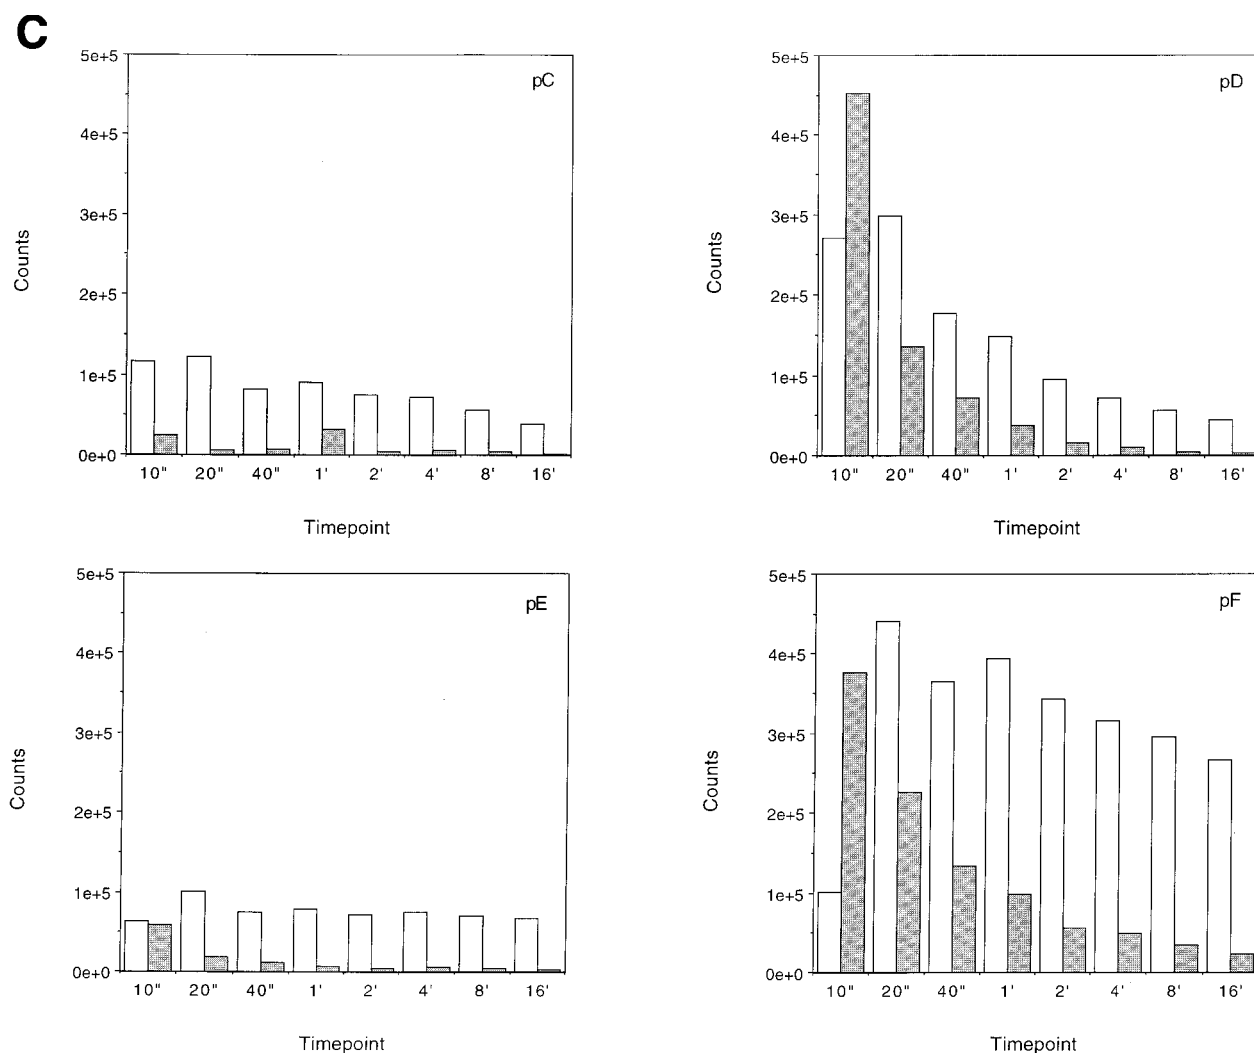 C
5e+5
4e+5
3e+5
2e+5
1e+5
0e+0
Counts
pC
10" 20" 40" 1' 2' 4' 8' 16'
Timepoint
5e+5
4e+5
3e+5
2e+5
1e+5
0e+0
Counts
pD
10" 20" 40" 1' 2' 4' 8' 16'
Timepoint
5e+5
4e+5
3e+5
2e+5
1e+5
0e+0
Counts
pE
10" 20" 40" 1' 2' 4' 8' 16'
Timepoint
5e+5
4e+5
3e+5
2e+5
1e+5
0e+0
Counts
pF
10" 20" 40" 1' 2' 4' 8' 16'
Timepoint